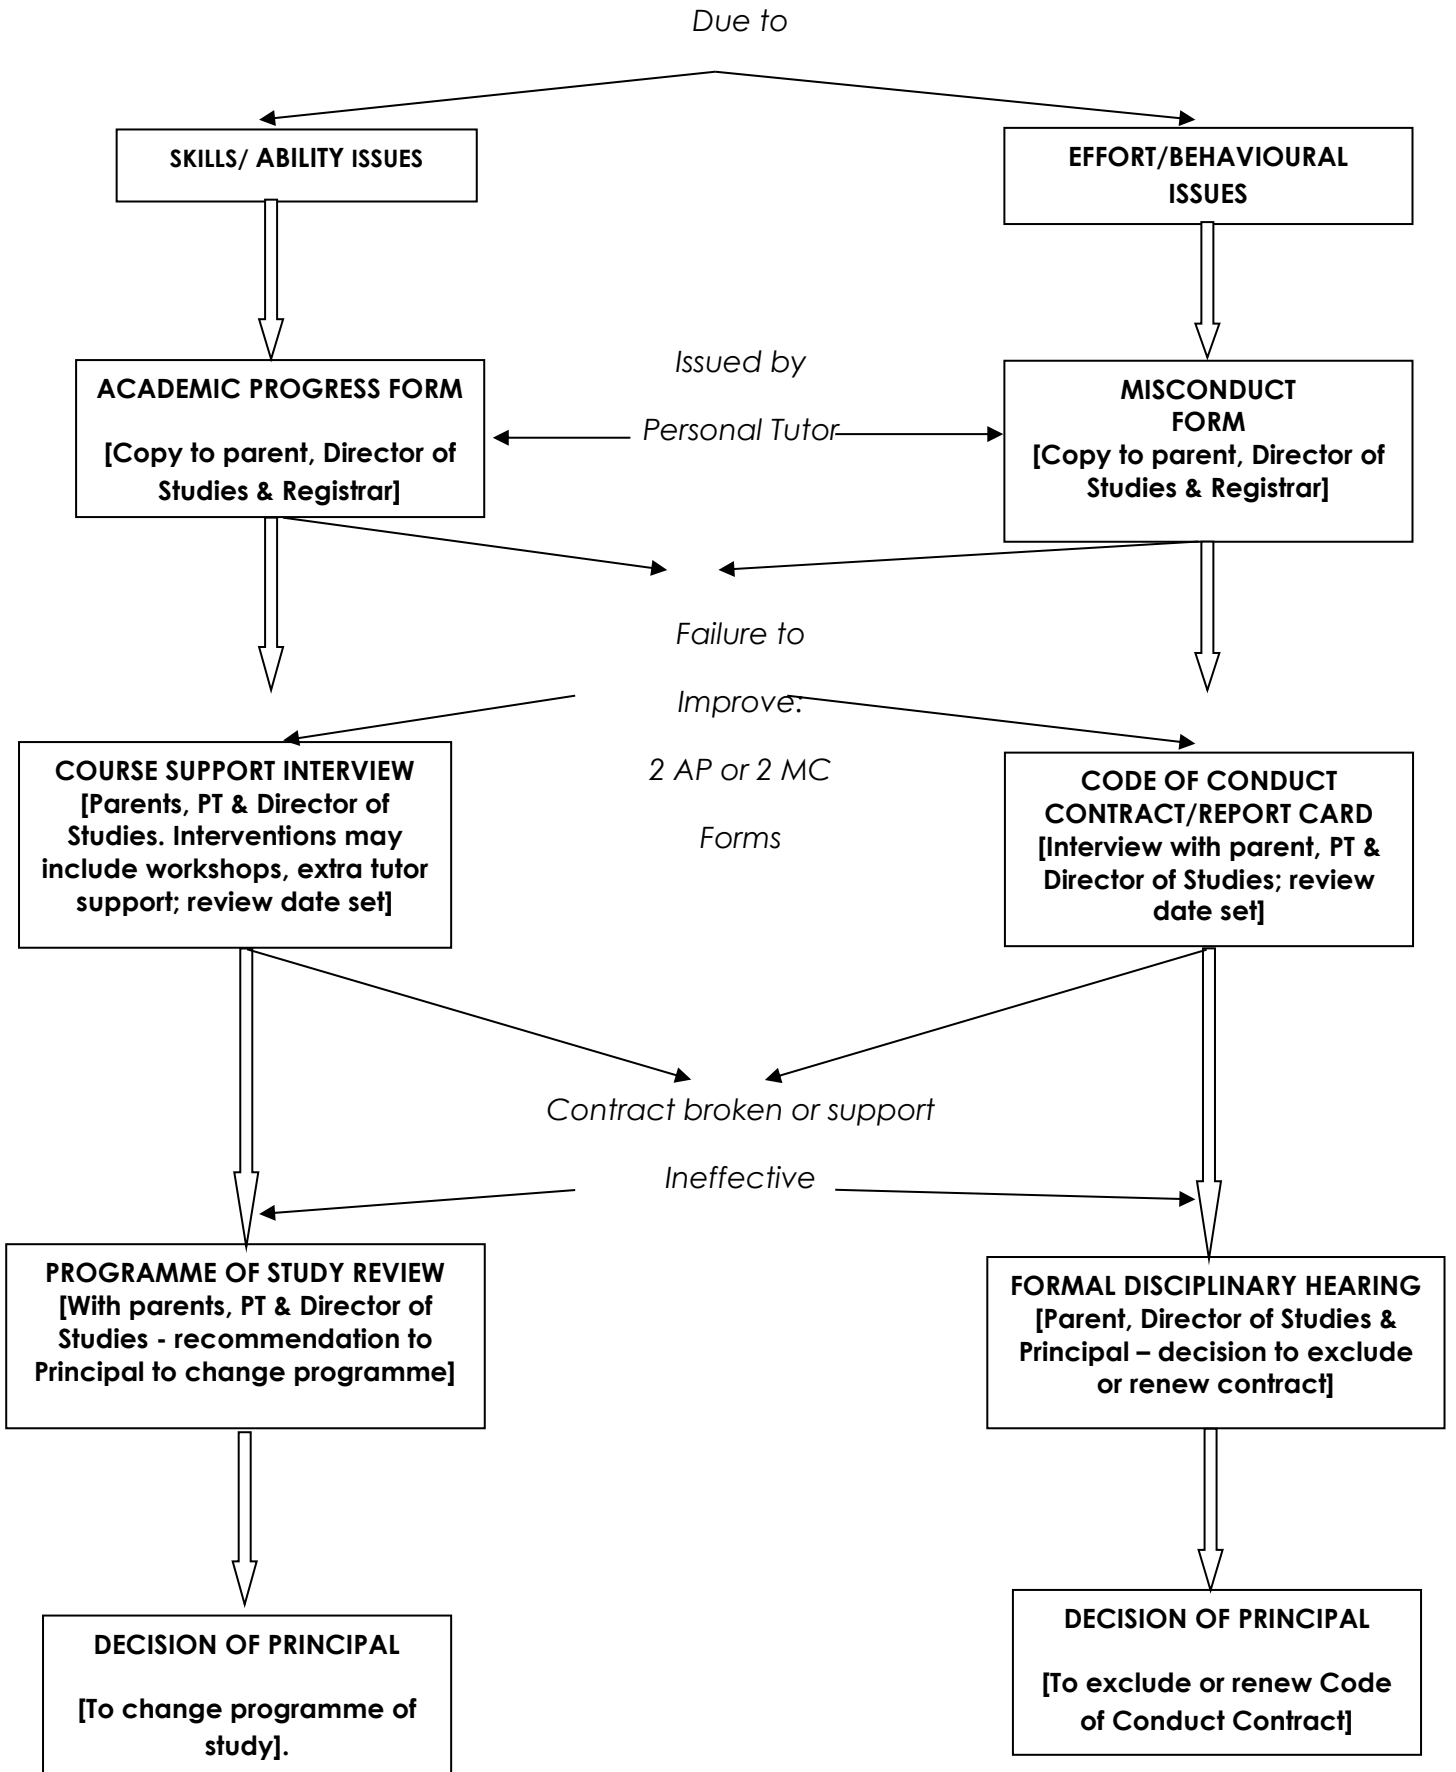 Due to
SKILLS/ ABILITY ISSUES
EFFORT/BEHAVIOURAL
ISSUES
ACADEMIC PROGRESS FORM
[Copy to parent, Director of
Studies & Registrar]
Issued by
Personal Tutor
MISCONDUCT
FORM
[Copy to parent, Director of
Studies & Registrar]
Failure to
Improve:
2 AP or 2 MC
Forms
COURSE SUPPORT INTERVIEW
[Parents, PT & Director of
Studies. Interventions may
include workshops, extra tutor
support; review date set]
CODE OF CONDUCT
CONTRACT/REPORT CARD
[Interview with parent, PT &
Director of Studies; review
date set]
Contract broken or support
Ineffective
PROGRAMME OF STUDY REVIEW
[With parents, PT & Director of
Studies - recommendation to
Principal to change programme]
FORMAL DISCIPLINARY HEARING
[Parent, Director of Studies &
Principal – decision to exclude
or renew contract]
DECISION OF PRINCIPAL
[To change programme of
study].
DECISION OF PRINCIPAL
[To exclude or renew Code
of Conduct Contract]